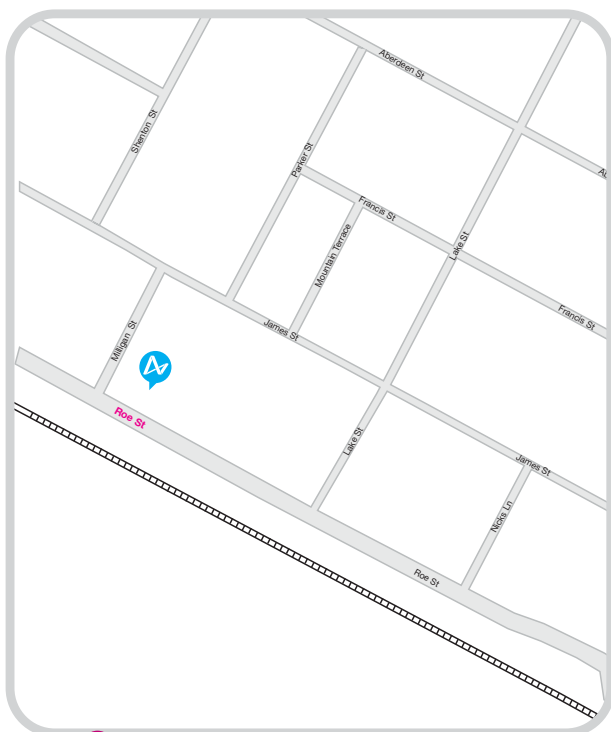 Aberdeen St
Shenton St
Parker St
Francis St
Lake St
Mountain Terrace
Francis St
James St
Milligan St
Roe St
Lake St
James St
Nicks Ln
Roe St